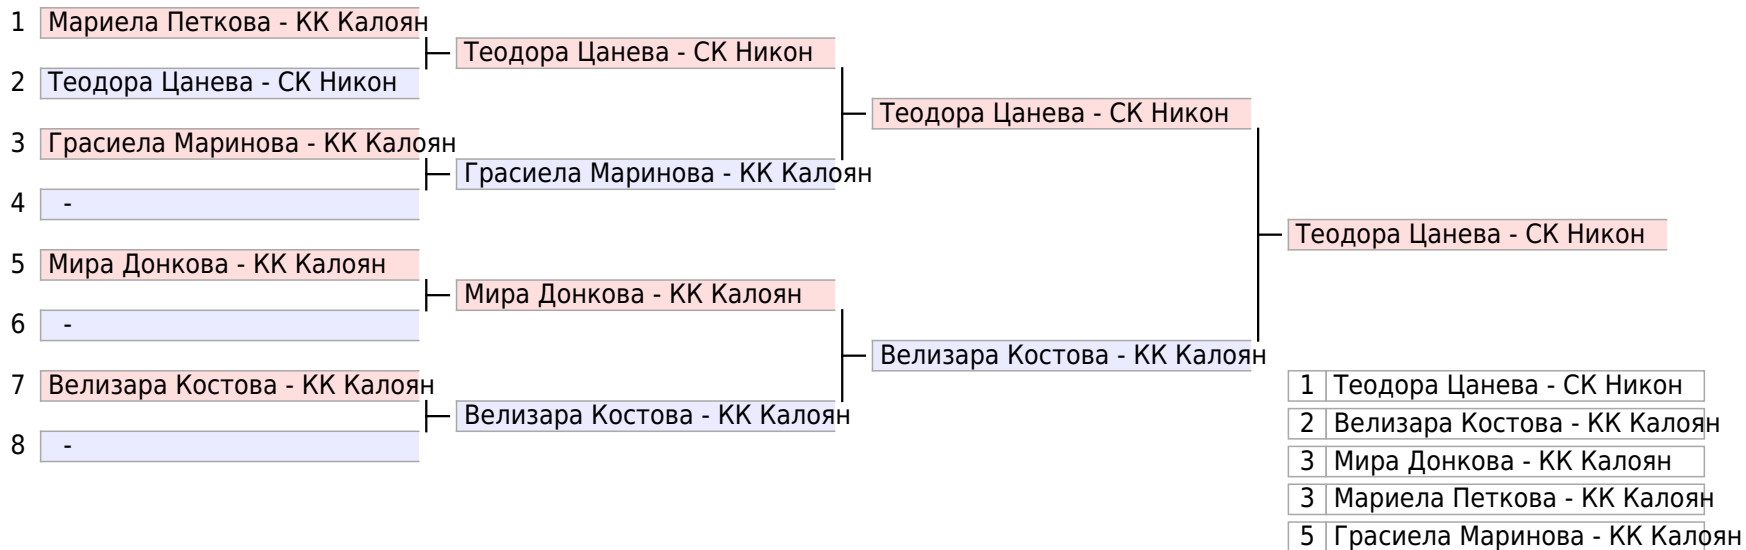 1 Мариела Петкова - КК Калоян
2 Теодора Цанева - СК Никон
3 Грасиела Маринова - КК Калоян
4 -
5 Мира Донкова - КК Калоян
6 -
7 Велизара Костова - КК Калоян
8 -
Теодора Цанева - СК Никон
Грасиела Маринова - КК Калоян
Мира Донкова - КК Калоян
Велизара Костова - КК Калоян
Теодора Цанева - СК Никон
Велизара Костова - КК Калоян
Теодора Цанева - СК Никон
1 Теодора Цанева - СК Никон
2 Велизара Костова - КК Калоян
3 Мира Донкова - КК Калоян
3 Мариела Петкова - КК Калоян
5 Грасиела Маринова - КК Калоян